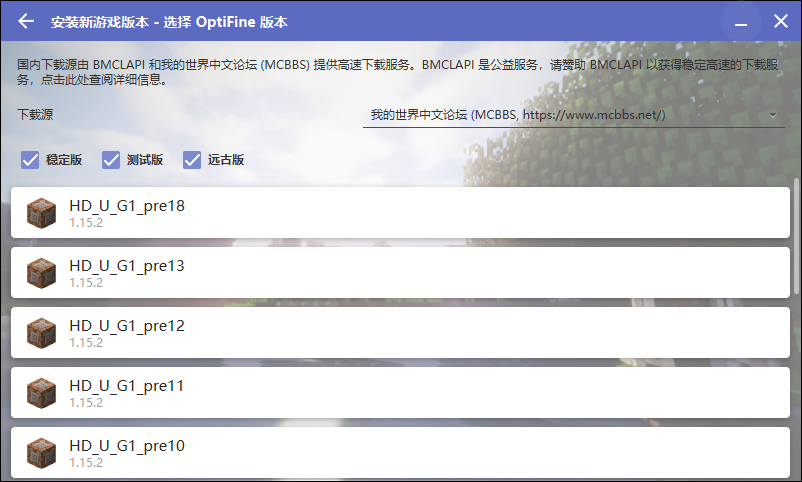 安装新游戏版本 - 选择 OptiFine 版本
国内下载源由 BMCLAPI 和我的世界中文论坛 (MCBBS) 提供高速下载服务。BMCLAPI 是公益服务，请赞助 BMCLAPI 以获得稳定高速的下载服
务，点击此处查阅详细信息。
下载源 我的世界中文论坛 (MCBBS, https://www.mcbbs.net/)
稳定版 测试版 远古版
HD_U_G1_pre18
1.15.2
HD_U_G1_pre13
1.15.2
HD_U_G1_pre12
1.15.2
HD_U_G1_pre11
1.15.2
HD_U_G1_pre10
1.15.2